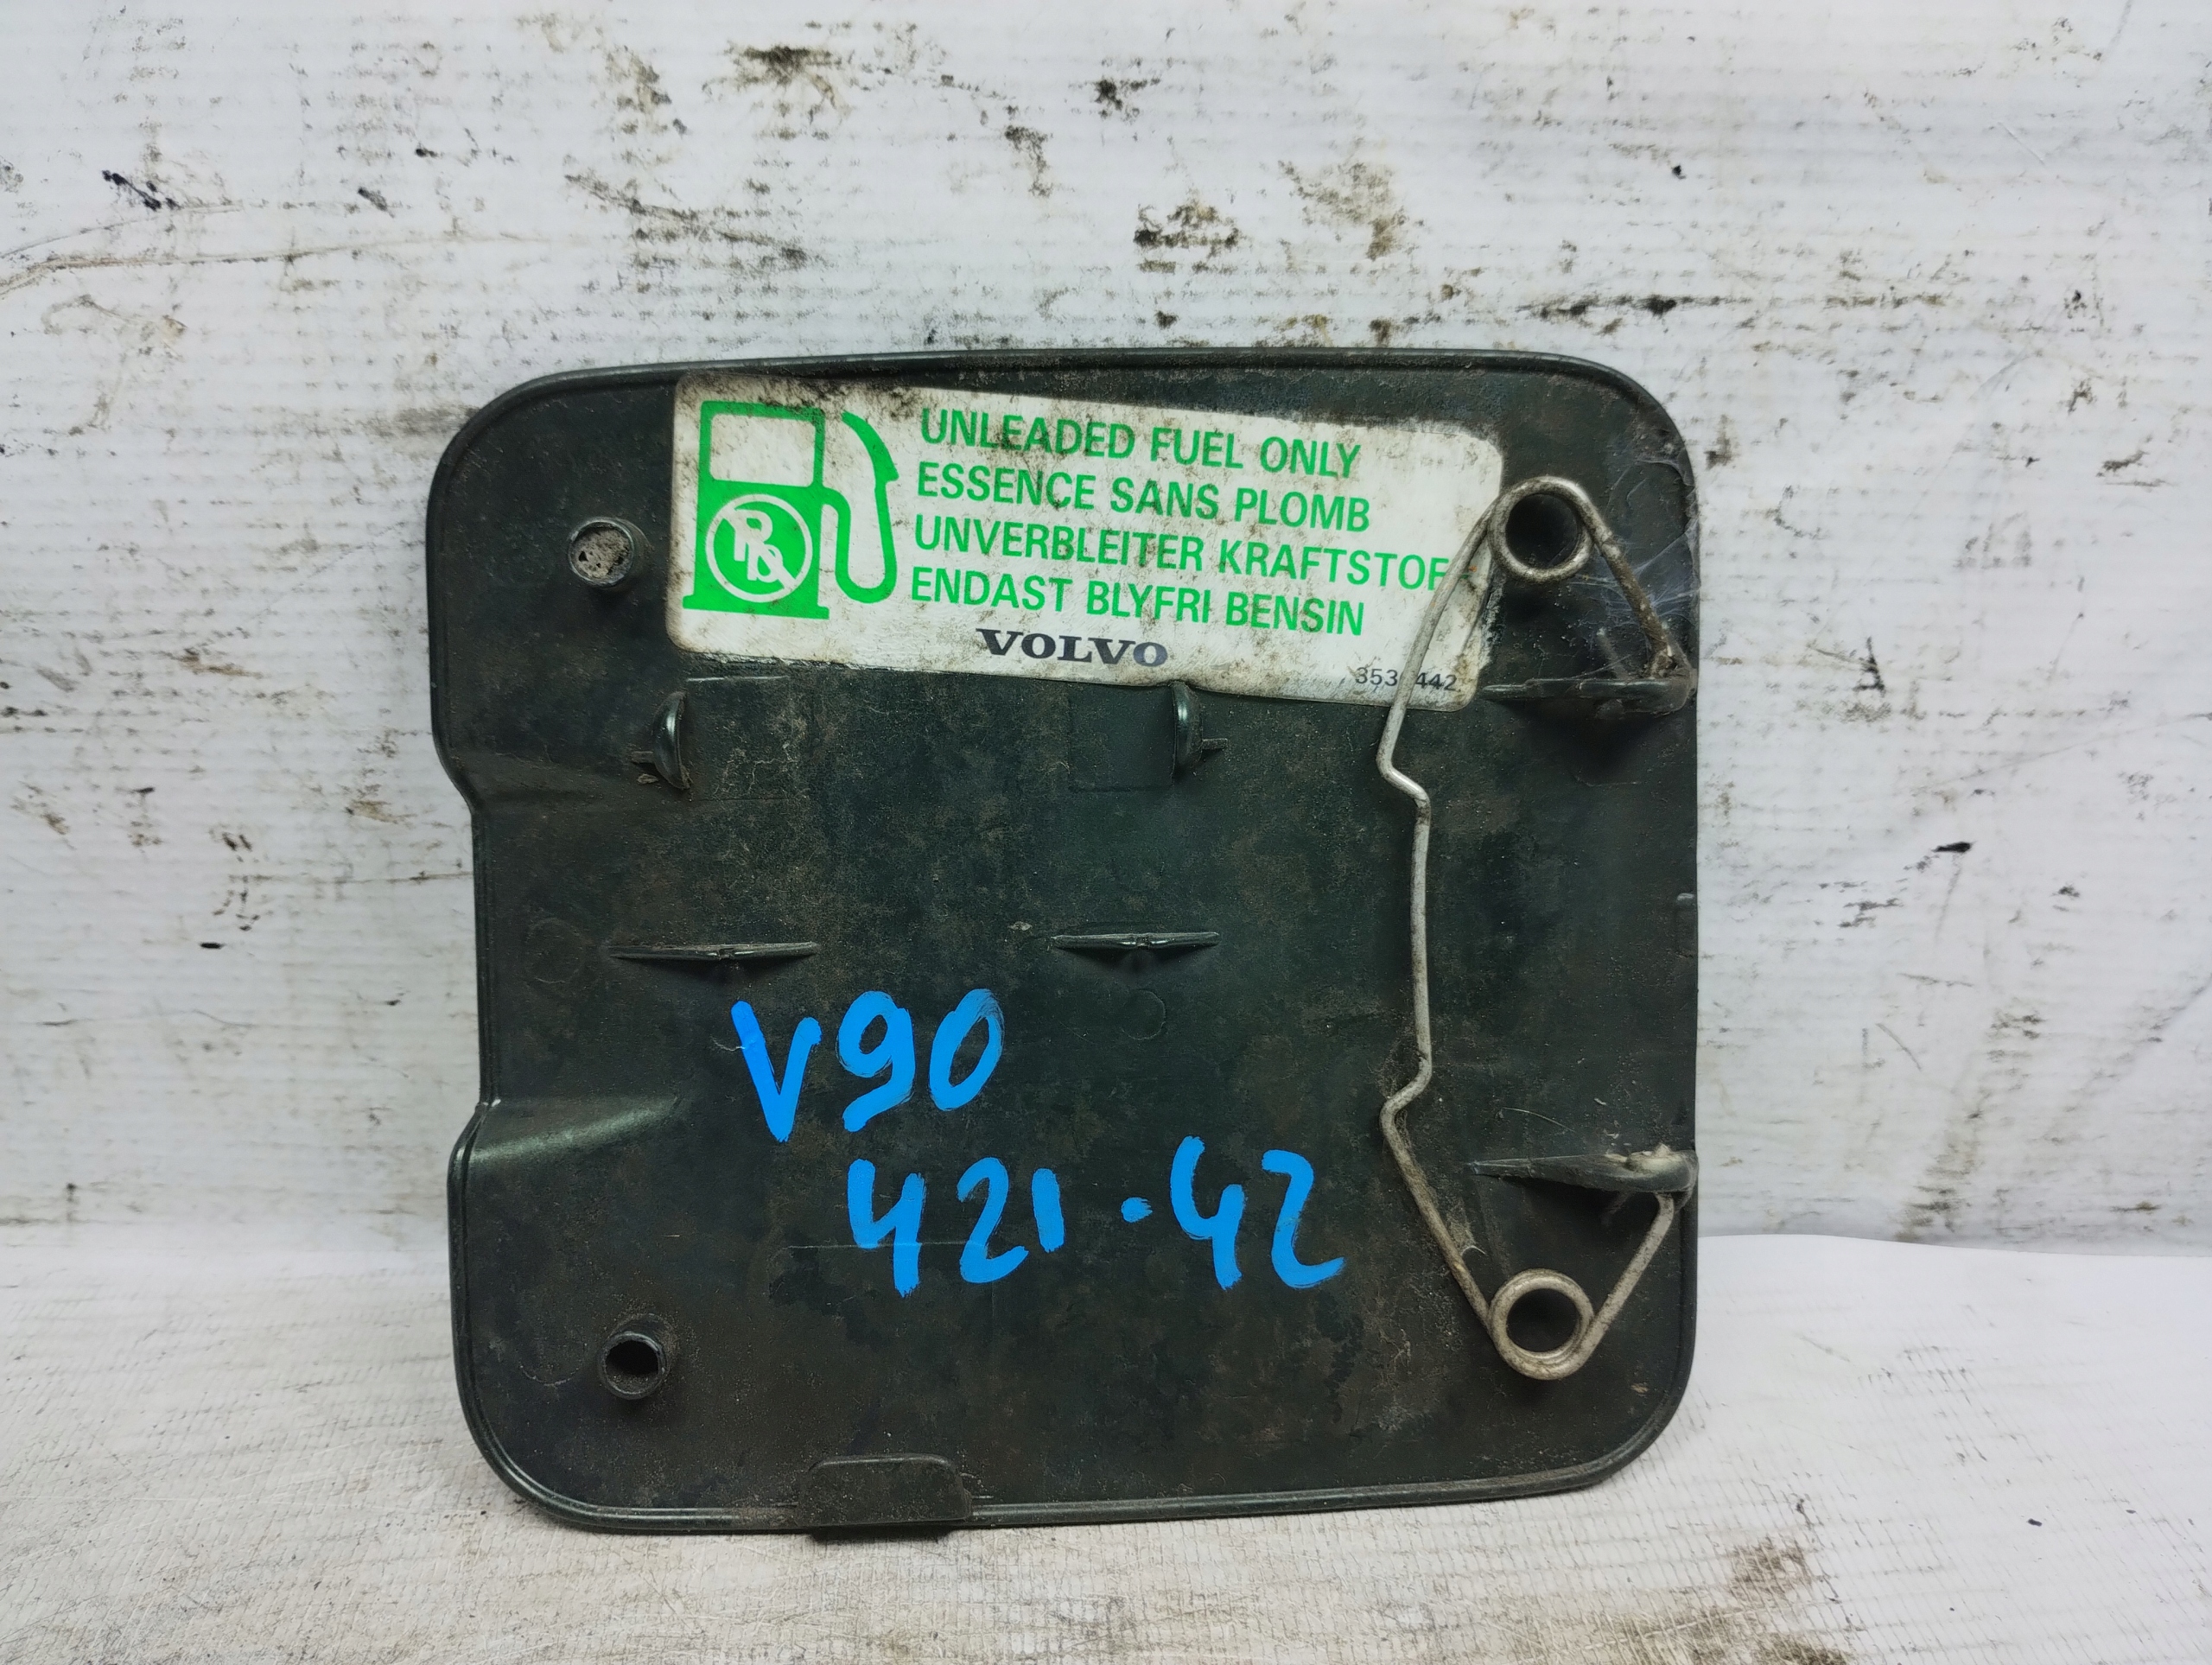 UNLEADED FUEL ONLY
ESSENCE SANS PLOMB
UNVERBLEITER KRAFTSTOF
ENDAST BLYFRI BENSIN
VOLVO
V90
421·42